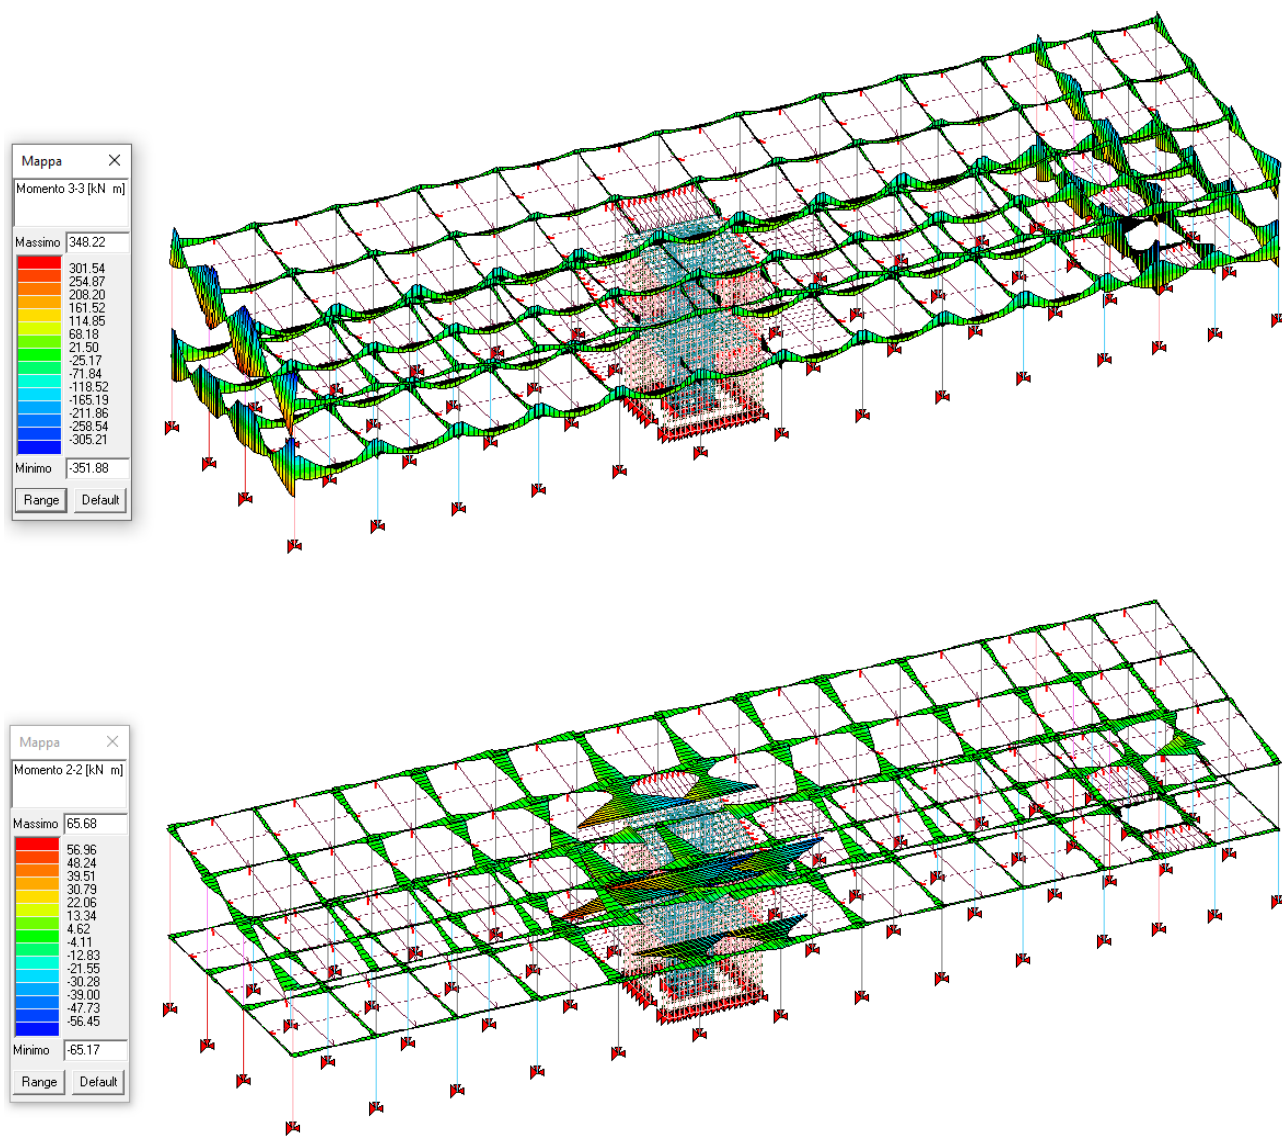 Mappa
Momento 3-3 [kN m]
Massimo 348.22
301.54
254.87
208.20
161.52
114.85
68.18
21.50
-25.17
-71.84
-118.52
-165.19
-211.86
-258.54
-305.21
Minimo -351.88
Range Default
Mappa
Momento 2-2 [kN m]
Massimo 65.68
56.96
48.24
39.51
30.79
22.06
13.34
4.62
-4.11
-12.83
-21.55
-30.28
-39.00
-47.73
-56.45
Minimo -65.17
Range Default